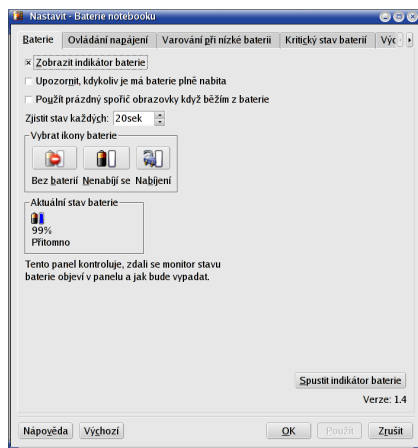 Nastavit - Baterie notebooku
Baterie Ovládání napájení Varování při nízké baterii Kritický stav baterií Výc
Zobrazit indikátor baterie
Upozornit, kdykoliv je má baterie plně nabita
Použít prázdný spořič obrazovky když běžím z baterie
Zjistit stav každých: 20sek
Vybrat ikony baterie
Bez baterií Nenabíjí se Nabíjení
Aktuální stav baterie
99%
Přítomno
Tento panel kontroluje, zdali se monitor stavu
baterie objeví v panelu a jak bude vypadat.
Spustit indikátor baterie
Verze: 1.4
Nápověda Výchozí OK Použít Zrušit